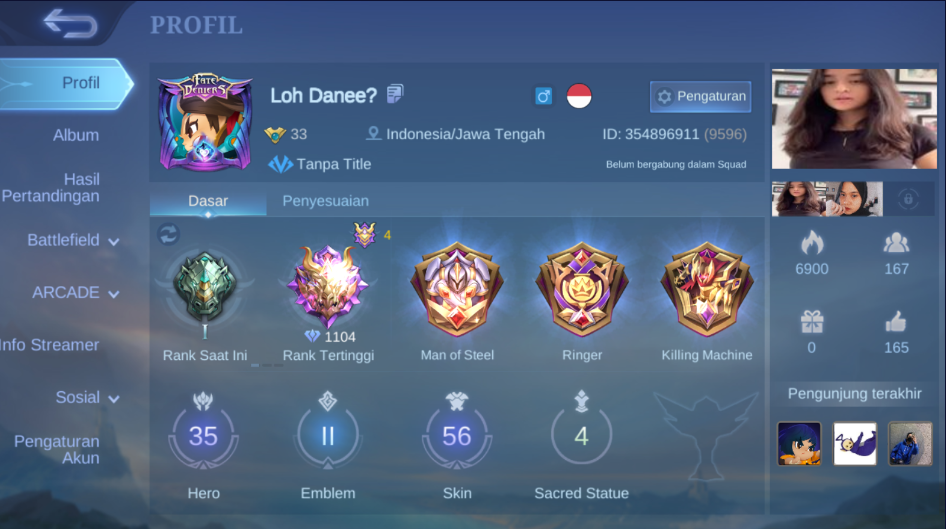 PROFIL
Profil
Album
Hasil
Pertandingan
Battlefield
ARCADE
Info Streamer
Sosial
Pengaturan
Akun
FATE
DENIERS
Loh Danee?
Pengaturan
33
Indonesia/Jawa Tengah
ID: 354896911 (9596)
Tanpa Title
Belum bergabung dalam Squad
Dasar
Penyesuaian
4
I
1104
Rank Saat Ini
Rank Tertinggi
Man of Steel
Ringer
Killing Machine
35
II
56
4
Hero
Emblem
Skin
Sacred Statue
6900
167
0
165
Pengunjung terakhir